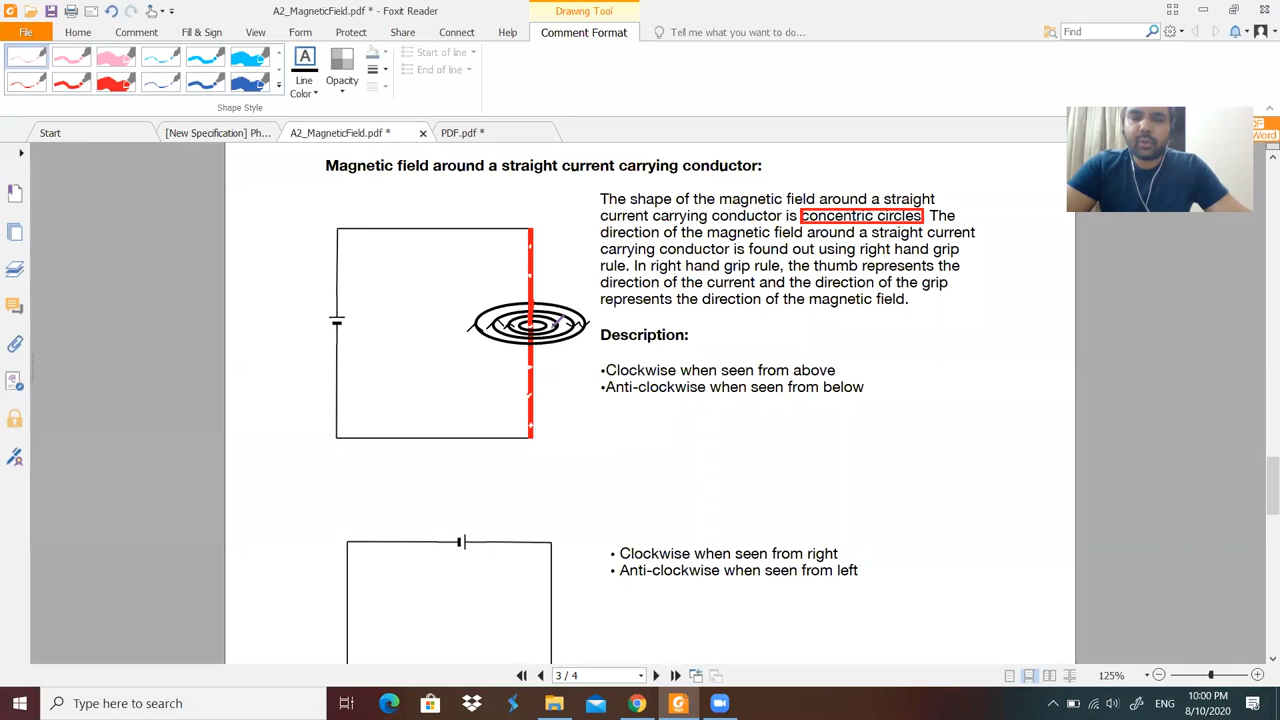 A2_MagneticField.pdf * - Foxit Reader
Drawing Tool
File Home Comment Fill & Sign View Form Protect Share Connect Help Comment Format Tell me what you want to do... Find
Start of line
End of line
Line Color
Opacity
Shape Style
Start [New Specification] Ph... A2_MagneticField.pdf * PDF.pdf *
Word
Magnetic field around a straight current carrying conductor:
The shape of the magnetic field around a straight
current carrying conductor is concentric circles. The
direction of the magnetic field around a straight current
carrying conductor is found out using right hand grip
rule. In right hand grip rule, the thumb represents the
direction of the current and the direction of the grip
represents the direction of the magnetic field.
Description:
•Clockwise when seen from above
•Anti-clockwise when seen from below
• Clockwise when seen from right
• Anti-clockwise when seen from left
3 / 4
125%
Type here to search
ENG
10:00 PM
8/10/2020